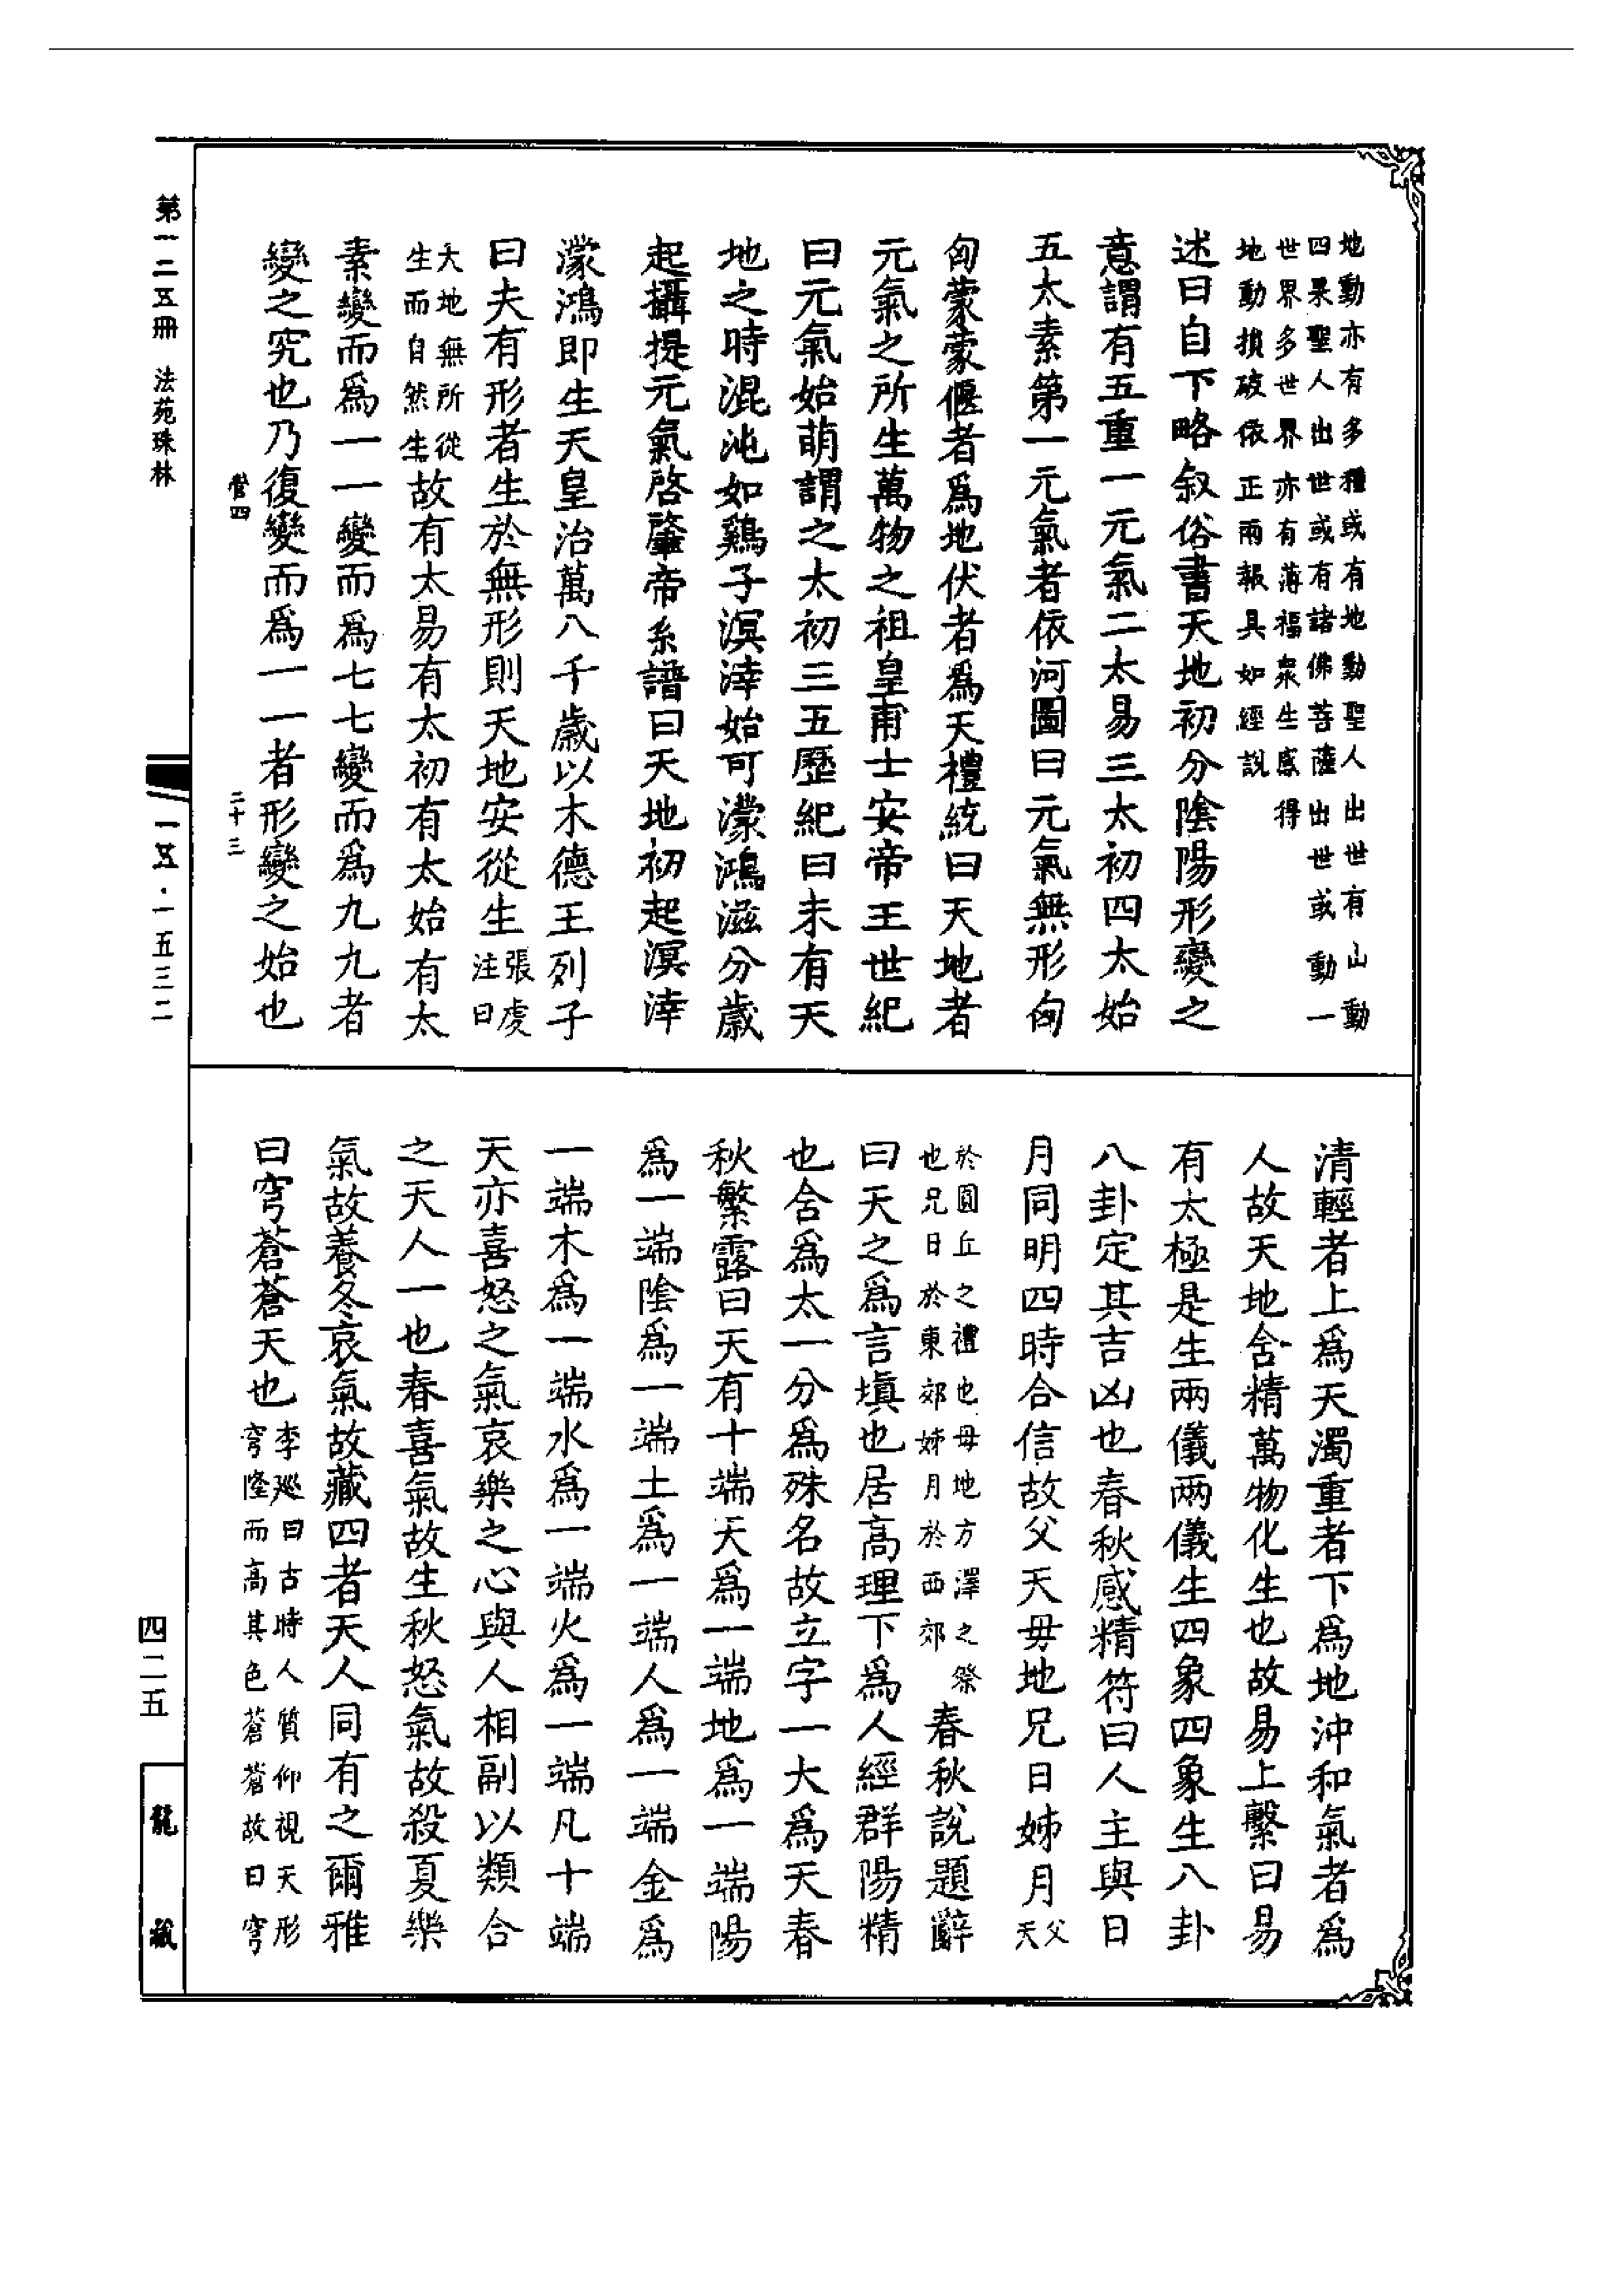 地動亦有多種或有地動聖人出世有山動
四果聖人出世或有諸佛菩薩出世或動一
世界多世界亦有薄福衆生感得
地動損破依正兩報具如經説
述曰自下略叙俗書天地初分陰陽形變之
意謂有五重一元氣二太易三太初四太始
五太素第一元氣者依河圖曰元氣無形匈
匈蒙蒙偃者爲地伏者爲天禮統曰天地者
元氣之所生萬物之祖皇甫士安帝王世紀
曰元氣始萌謂之太初三五歷紀曰未有天
地之時混沌如鷄子溟涬始可濛鴻滋分歲
起攝提元氣啓肇帝系譜曰天地初起溟涬
濛鴻即生天皇治萬八千歲以木德王列子
曰夫有形者生於無形則天地安從生張處
注曰
天地無所從
生而自然生故有太易有太初有太始有太
素變而爲一一變而爲七七變而爲九九者
變之究也乃復變而爲一一者形變之始也
管四 二十三
清輕者上爲天濁重者下爲地沖和氣者爲
人故天地含精萬物化生也故易上繫曰易
有太極是生兩儀兩儀生四象四象生八卦
八卦定其吉凶也春秋感精符曰人主與日
月同明四時合信故父天毋地兄日姊月父
天
於圓丘之禮也毋地方澤之祭
也兄日於東郊姊月於西郊春秋說題辭
曰天之爲言填也居高理下爲人經群陽精
也含爲太一分爲殊名故立字一大爲天春
秋繁露曰天有十端天爲一端地爲一端陽
爲一端陰爲一端土爲一端人爲一端金爲
一端木爲一端水爲一端火爲一端凡十端
天亦喜怒之氣哀樂之心與人相副以類合
之天人一也春喜氣故生秋怒氣故殺夏樂
氣故養冬哀氣故藏四者天人同有之爾雅
曰穹蒼蒼天也李廵曰古時人質仰視天形
穹隆而高其色蒼蒼故曰穹
第一二五冊 法苑珠林
一五·一五三二
四二五
龍藏